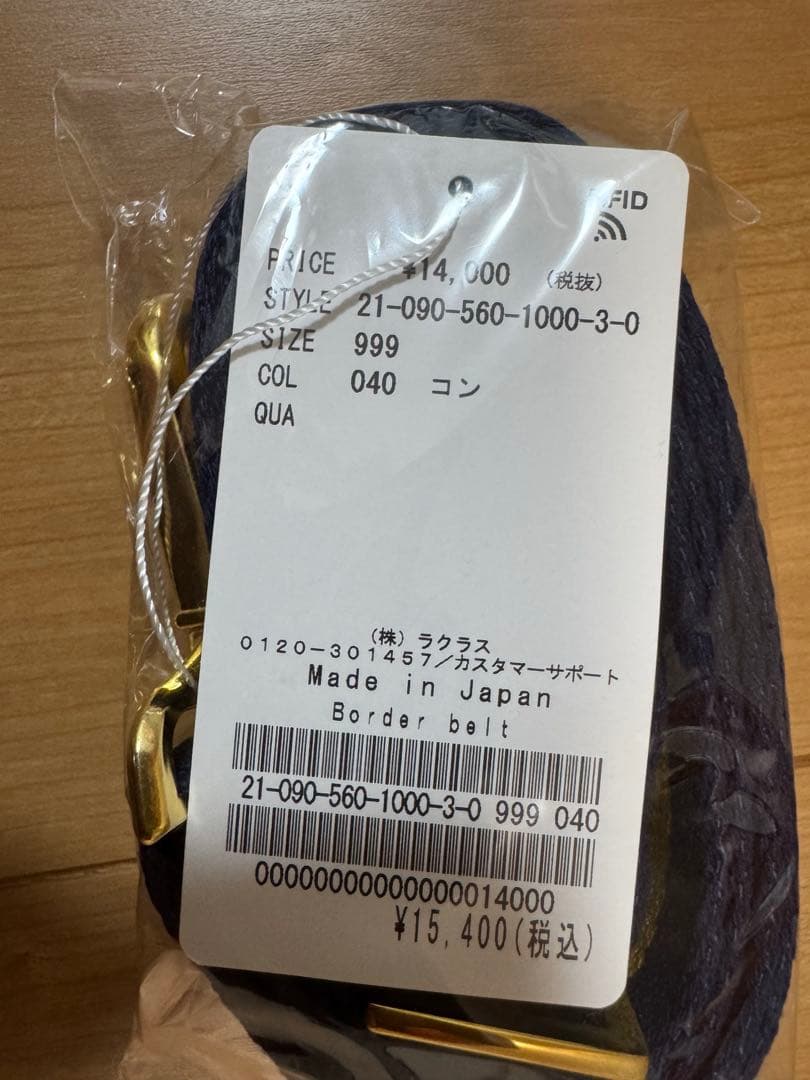 RFID
PRICE ¥14,000 (税抜)
STYLE 21-090-560-1000-3-0
SIZE 999
COL 040 コン
QUA
(株) ラクラス
0120-301457/カスタマーサポート
Made in Japan
Border belt
21-090-560-1000-3-0 999 040
00000000000000014000
¥15,400(税込)